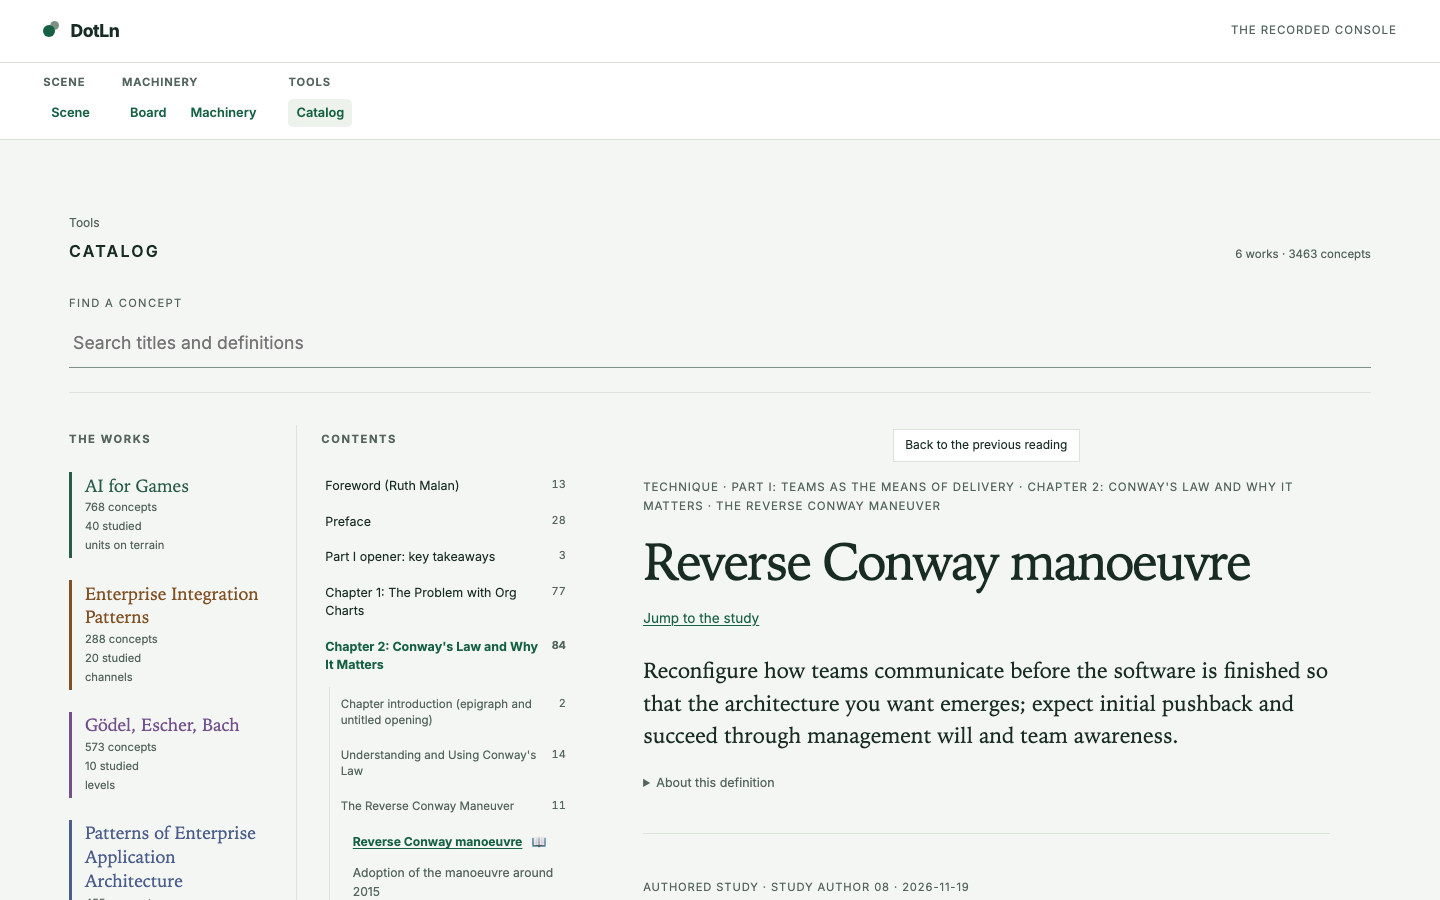 DotLn
THE RECORDED CONSOLE
SCENE
MACHINERY
TOOLS
Scene
Board
Machinery
Catalog
Tools
CATALOG
6 works · 3463 concepts
FIND A CONCEPT
Search titles and definitions
THE WORKS
AI for Games
768 concepts
40 studied
units on terrain
Enterprise Integration
Patterns
288 concepts
20 studied
channels
Gödel, Escher, Bach
573 concepts
10 studied
levels
Patterns of Enterprise
Application
Architecture
CONTENTS
Foreword (Ruth Malan) 13
Preface 28
Part I opener: key takeaways 3
Chapter 1: The Problem with Org 77
Charts
Chapter 2: Conway's Law and Why 84
It Matters
Chapter introduction (epigraph and 2
untitled opening)
Understanding and Using Conway's 14
Law
The Reverse Conway Maneuver 11
Reverse Conway manoeuvre
Adoption of the manoeuvre around
2015
Back to the previous reading
TECHNIQUE · PART I: TEAMS AS THE MEANS OF DELIVERY · CHAPTER 2: CONWAY'S LAW AND WHY IT
MATTERS · THE REVERSE CONWAY MANEUVER
Reverse Conway manoeuvre
Jump to the study
Reconfigure how teams communicate before the software is finished so
that the architecture you want emerges; expect initial pushback and
succeed through management will and team awareness.
About this definition
AUTHORED STUDY · STUDY AUTHOR 08 · 2026-11-19